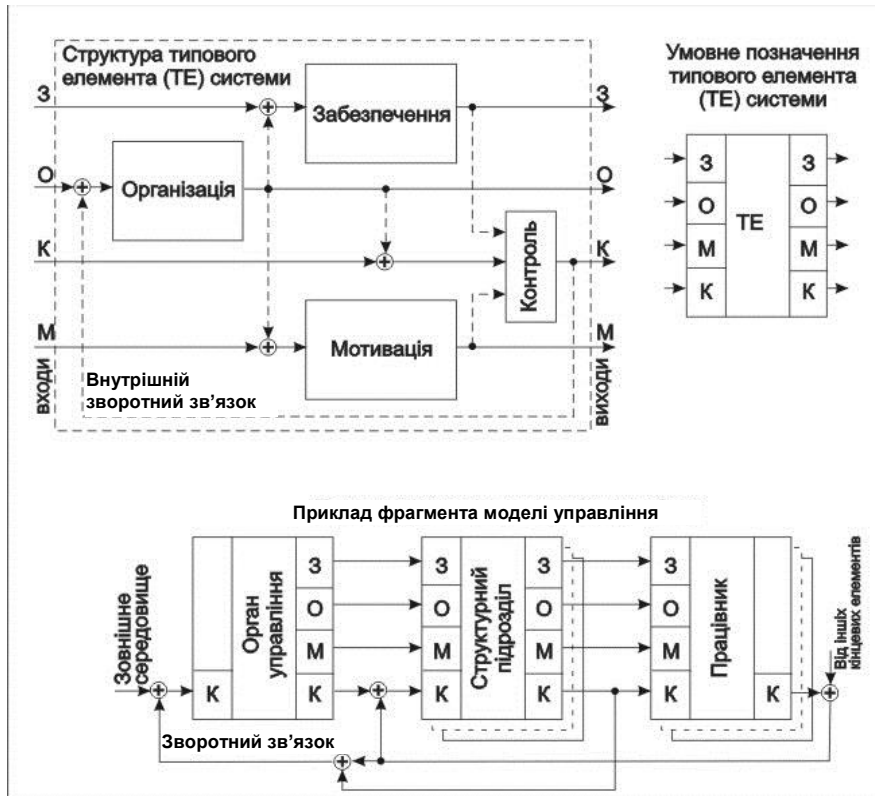 Структура типового
елемента (ТЕ) системи
Умовне позначення
типового елемента
(ТЕ) системи
З
Забезпечення
З
О
Організація
О
К
Контроль
К
М
Мотивація
М
входи
Внутрішній
зворотний зв’язок
виходи
З
О
М
К
ТЕ
З
О
М
К
Приклад фрагмента моделі управління
Зовнішнє
середовище
К
Орган
управління
З
О
М
К
З
О
М
К
Структурний
підрозділ
З
О
М
К
З
О
М
К
Працівник
К
Від інших
кінцевих елементів
Зворотний зв’язок